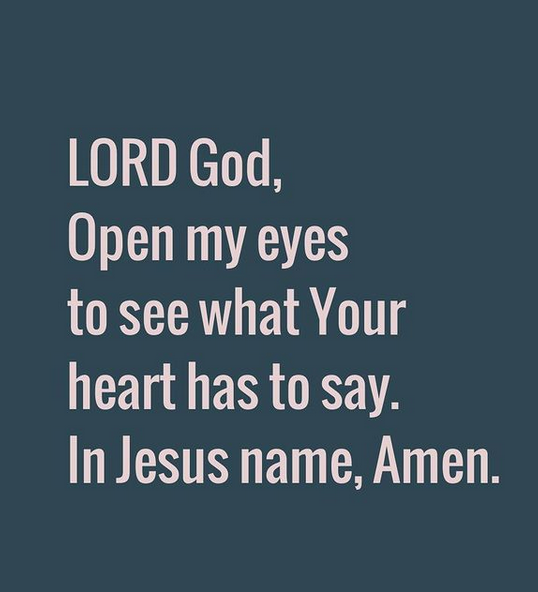 LORD God,
Open my eyes
to see what Your
heart has to say.
In Jesus name, Amen.